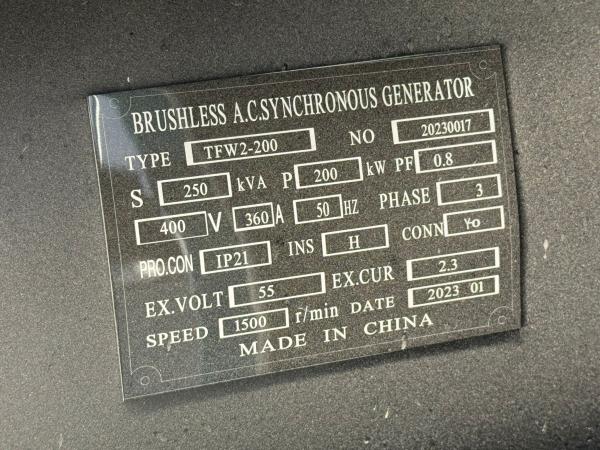 BRUSHLESS A.C.SYNCHRONOUS GENERATOR
TYPE TFW2-200 NO 20230017
S 250 kVA P 200 kW PF 0.8
400 V 360 A 50 HZ PHASE 3
PRO.CON IP21 INS H CONN Yo
EX.VOLT 55 EX.CUR 2.3
SPEED 1500 r/min DATE 2023 01
MADE IN CHINA